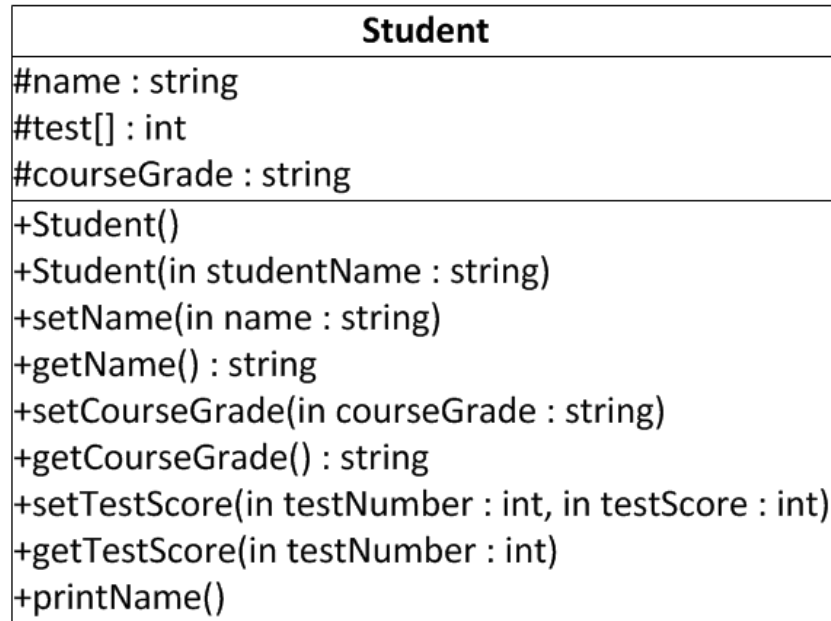 Student
#name : string
#test[] : int
#courseGrade : string
+Student()
+Student(in studentName : string)
+setName(in name : string)
+getName() : string
+setCourseGrade(in courseGrade : string)
+getCourseGrade() : string
+setTestScore(in testNumber : int, in testScore : int)
+getTestScore(in testNumber : int)
+printName()